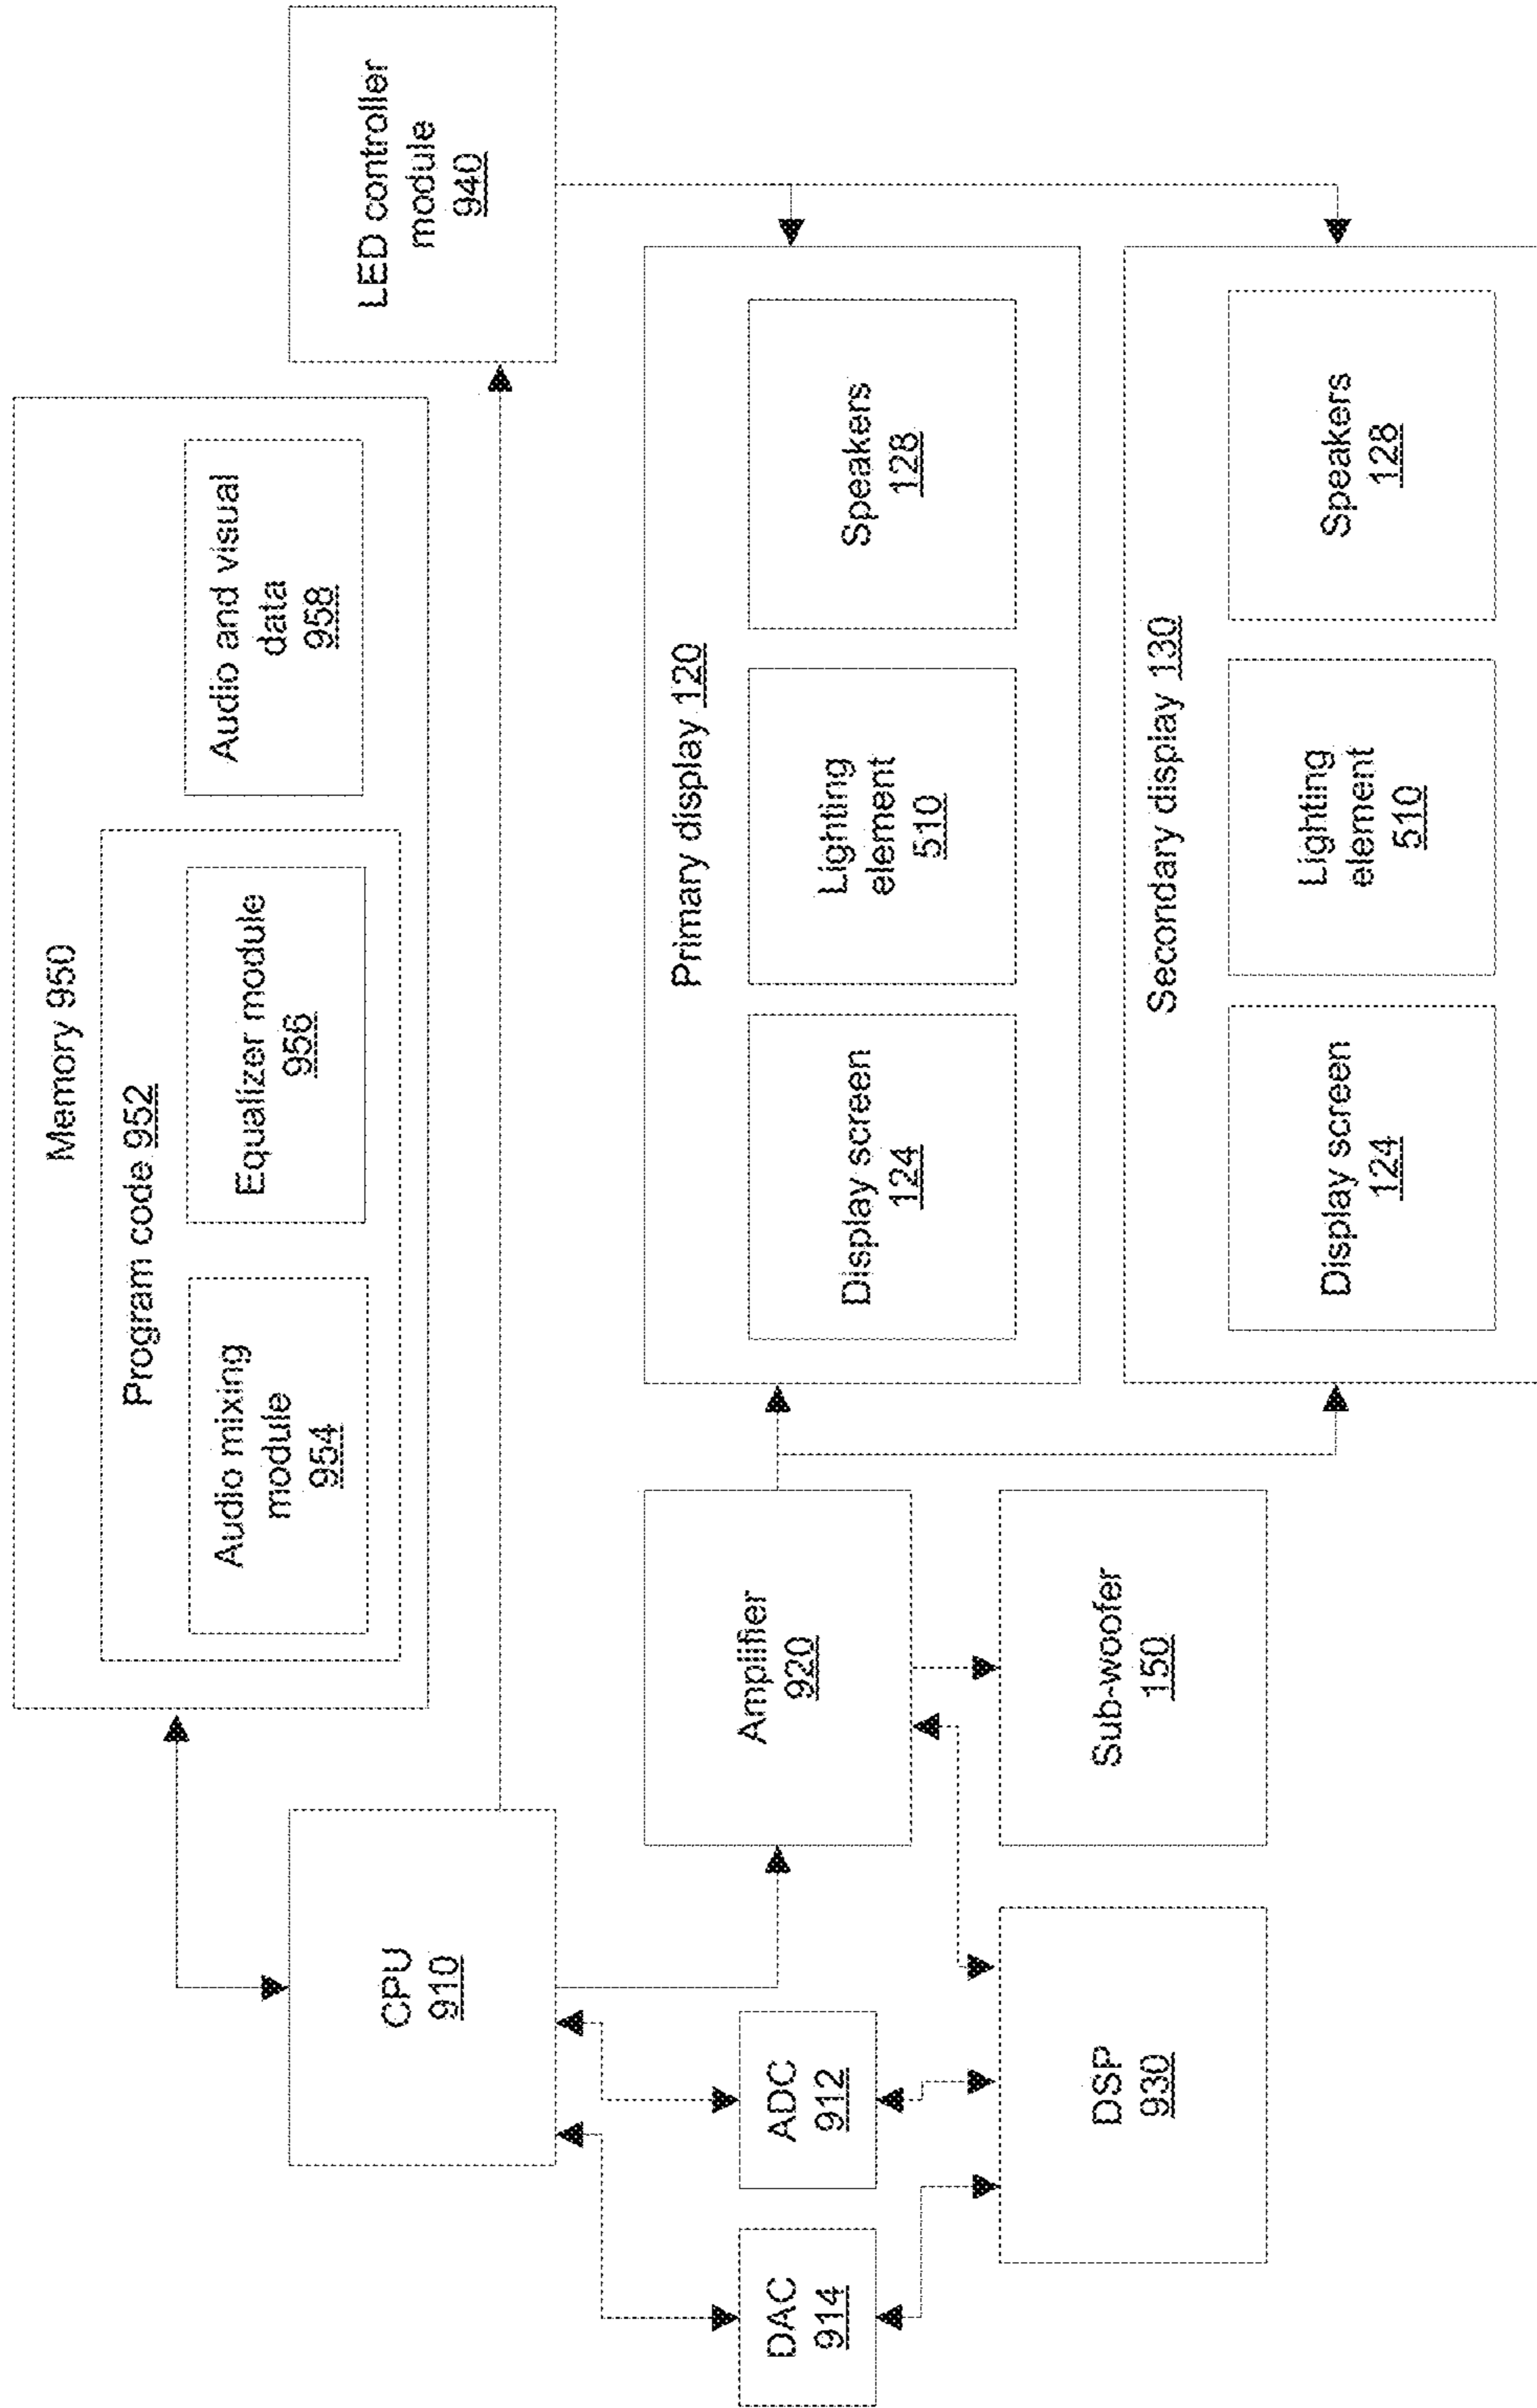 Memory 950
Program code 952
Audio mixing
module
954
Equalizer module
956
Audio and visual
data
958
CPU
910
LED controller
module
940
DAC
914
ADC
912
Amplifier
920
Primary display 120
Display screen
124
Lighting
element
510
Speakers
128
DSP
930
Sub-woofer
150
Secondary display 130
Display screen
124
Lighting
element
510
Speakers
128